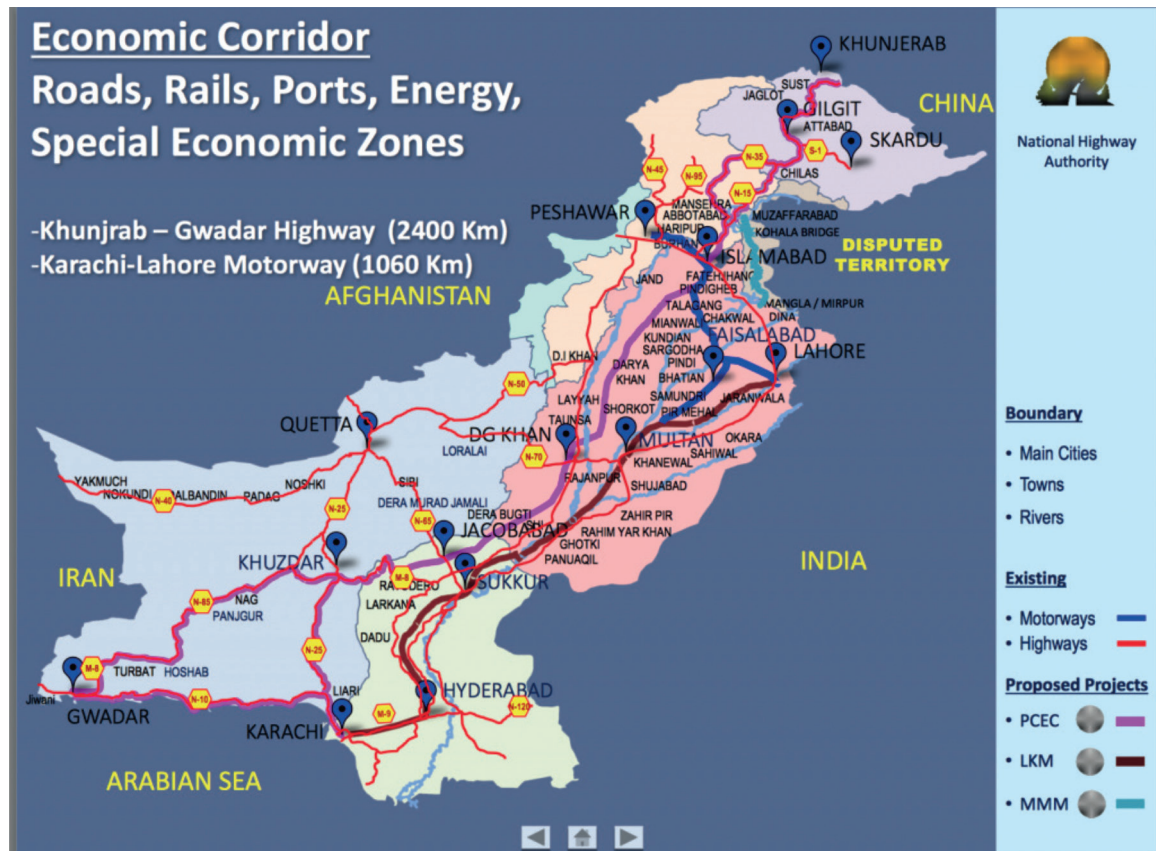 Economic Corridor
Roads, Rails, Ports, Energy,
Special Economic Zones
-Khunjrab – Gwadar Highway (2400 Km)
-Karachi-Lahore Motorway (1060 Km)
AFGHANISTAN
KHUNJERAB
SUST
JAGLOT
GILGIT
ATTABAD
CHINA
SKARDU
S-1
N-35
CHILAS
N-45
N-95
N-15
MANSEHRA
ABBOTABAD
PESHAWAR
HARIPUR
BURHAN
MUZAFFARABAD
KOHALA BRIDGE
ISLAMABAD
DISPUTED
TERRITORY
JAND
FATEHJHANG
PINDIGHEB
TALAGANG
MANGLA / MIRPUR
DINA
CHAKWAL
MIANWALI
KUNDIAN
FAISALABAD
SARGODHA
PINDI
BHATIAN
LAHORE
D.I KHAN
DARYA
KHAN
N-50
LAYYAH
SAMUNDRI
JARANWALA
SHORKOT
PIR MEHAL
TAUNSA
QUETTA
DG KHAN
MULTAN
OKARA
LORALAI
N-70
SAHIWAL
KHANEWAL
RAJANPUR
SHUJABAD
YAKMUCH
NOKUNDI
N-40
DALBANDIN
PADAG
NOSHKI
SIBI
DERA MURAD JAMALI
N-25
N-65
DERA BUGTI
ZAHIR PIR
RAHIM YAR KHAN
JACOBABAD
GHOTKI
PANUAQIL
KHUZDAR
M-8
SUKKUR
IRAN
INDIA
LARKANA
N-85
NAG
PANJGUR
DADU
N-25
M-8
TURBAT
HOSHAB
Jiwani
GWADAR
N-10
LIARI
HYDERABAD
M-9
N-120
KARACHI
ARABIAN SEA
National Highway
Authority
Boundary
• Main Cities
• Towns
• Rivers
Existing
• Motorways
• Highways
Proposed Projects
• PCEC
• LKM
• MMM